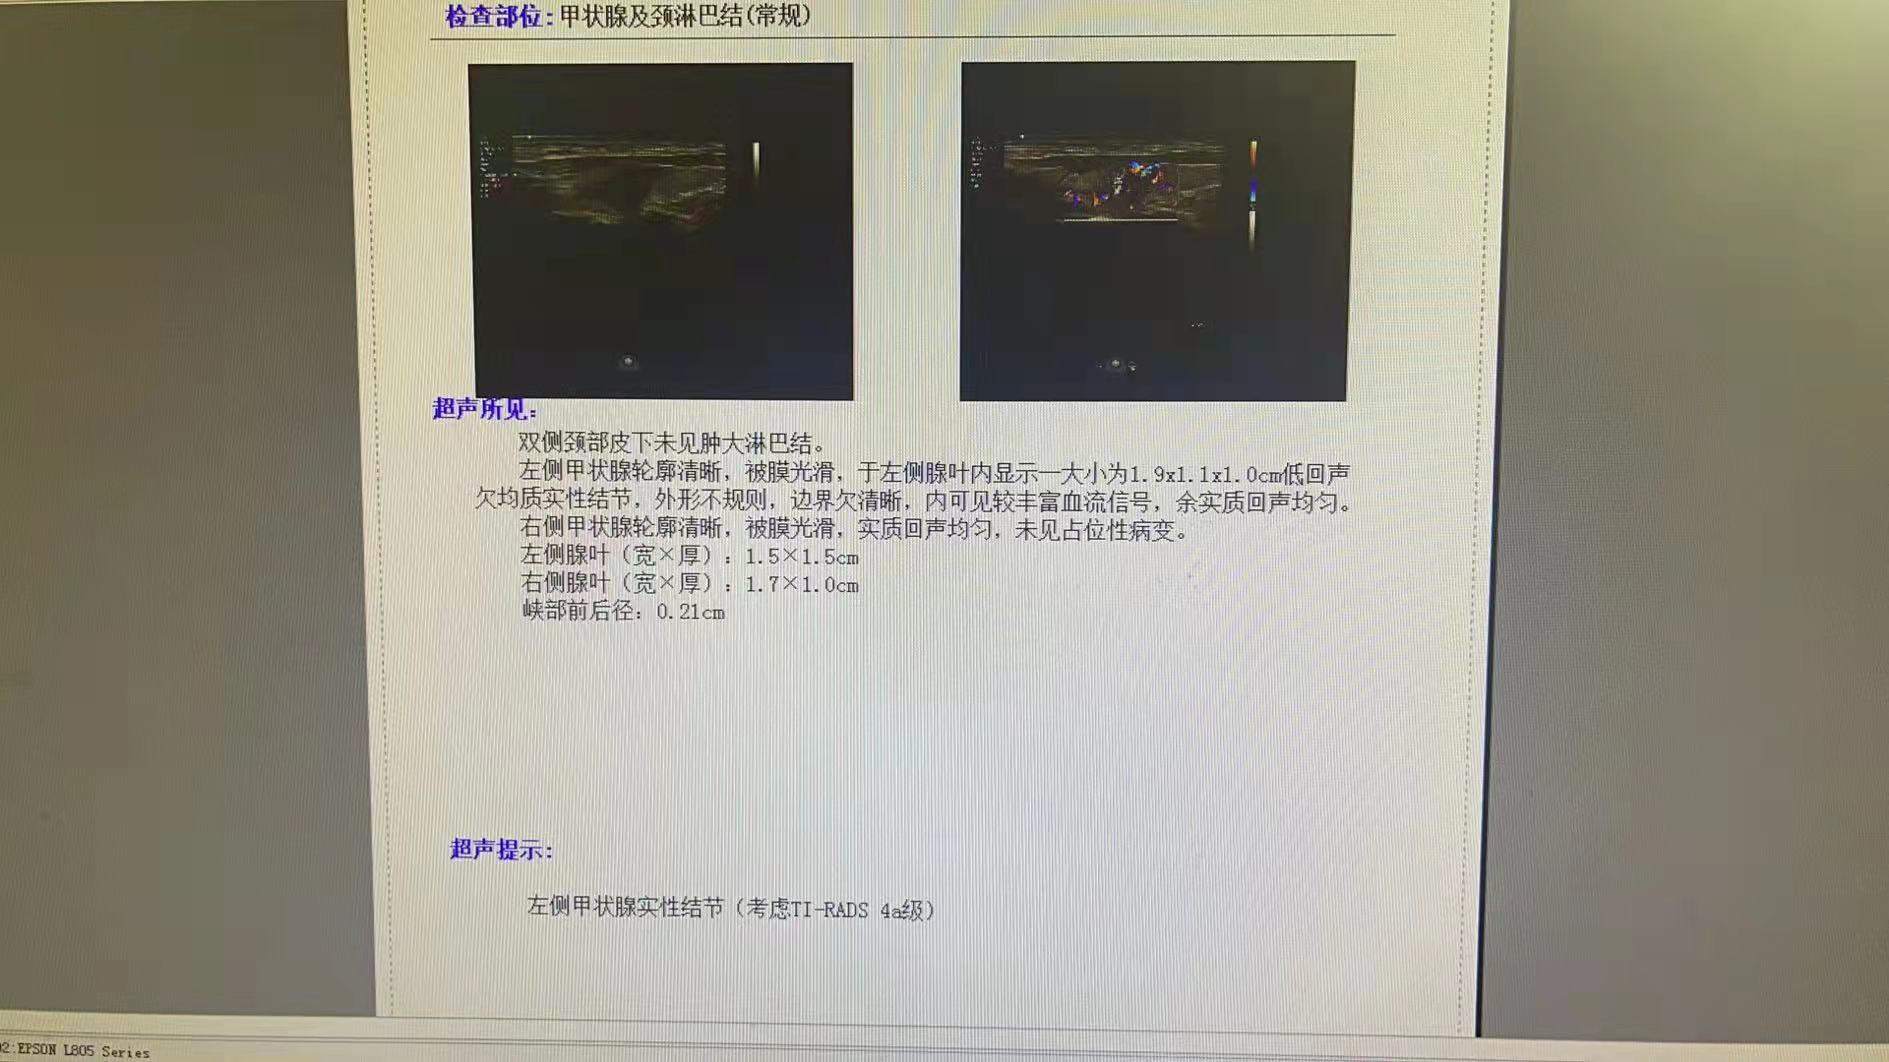 检查部位:甲状腺及颈淋巴结(常规)
超声所见:
双侧颈部皮下未见肿大淋巴结。
左侧甲状腺轮廓清晰，被膜光滑，于左侧腺叶内显示一大小为1.9x1.1x1.0cm低回声
欠均质实性结节，外形不规则，边界欠清晰，内可见较丰富血流信号，余实质回声均匀。
右侧甲状腺轮廓清晰，被膜光滑，实质回声均匀，未见占位性病变。
左侧腺叶（宽×厚）：1.5×1.5cm
右侧腺叶（宽×厚）：1.7×1.0cm
峡部前后径：0.21cm
超声提示:
左侧甲状腺实性结节（考虑TI-RADS 4a级）
02:EPSON L805 Series